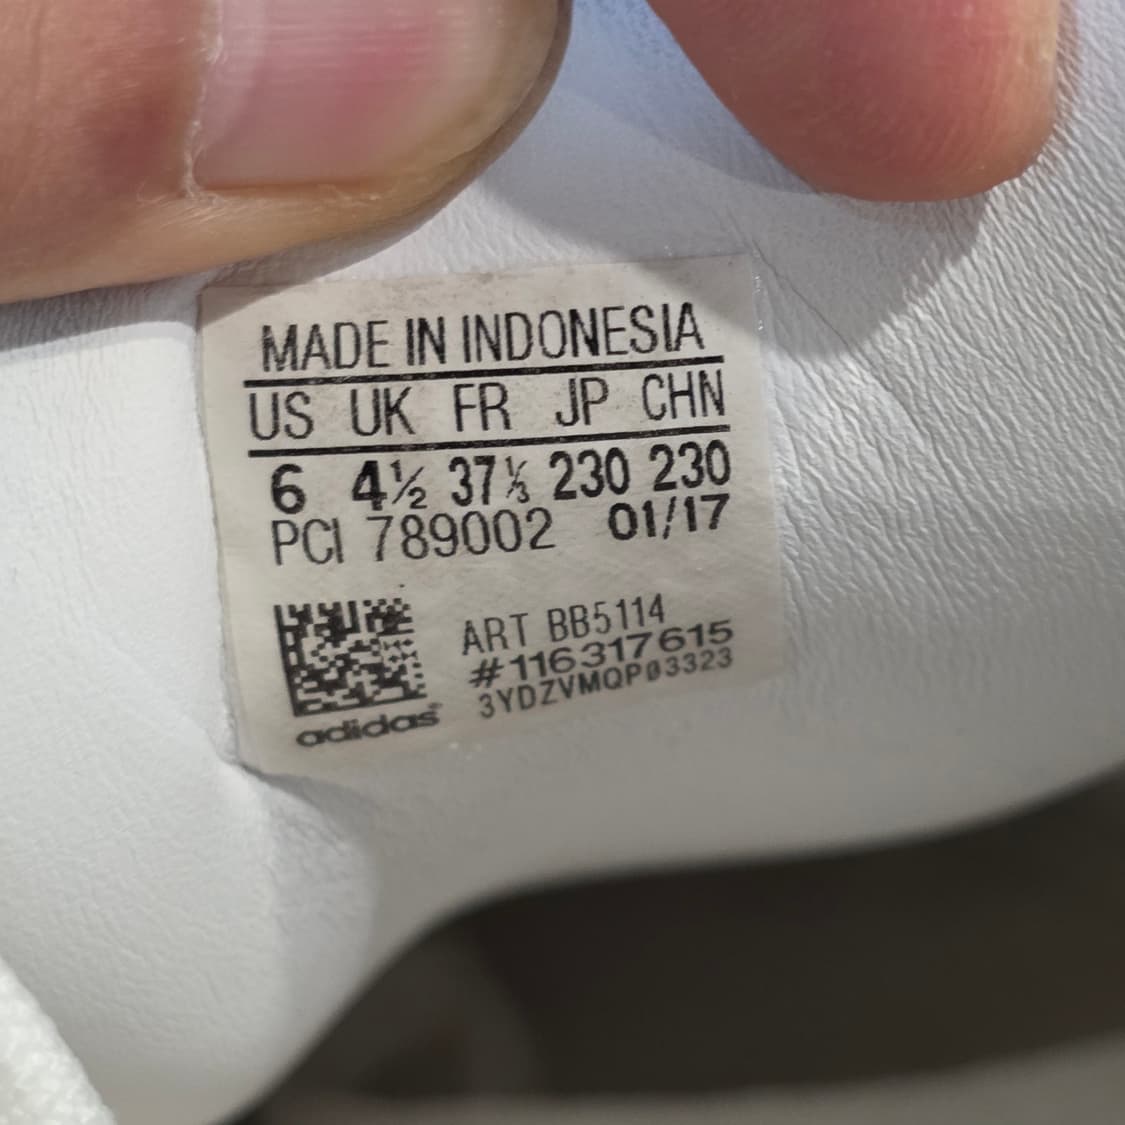 MADE IN INDONESIA
US UK FR JP CHN
6 4½ 37⅓ 230 230
PCI 789002 01/17
ART BB5114
#116317615
3YDZVMQP03323
adidas